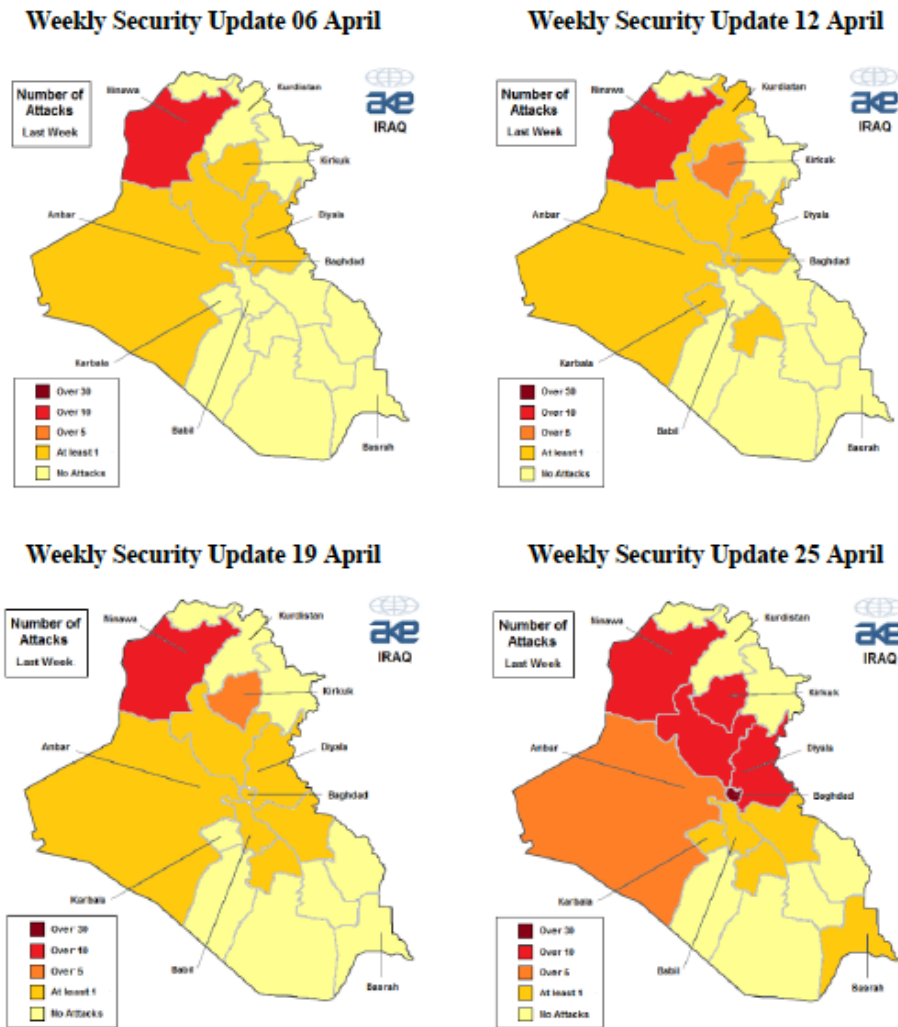 Weekly Security Update 06 April
Number of
Attacks
Last Week
ake
IRAQ
Ninawa
Kurdistan
Kirkuk
Anbar
Diyala
Baghdad
Karbala
Babil
Basrah
Over 30
Over 10
Over 5
At least 1
No Attacks
Weekly Security Update 12 April
Number of
Attacks
Last Week
ake
IRAQ
Ninawa
Kurdistan
Kirkuk
Anbar
Diyala
Baghdad
Karbala
Babil
Basrah
Over 30
Over 10
Over 5
At least 1
No Attacks
Weekly Security Update 19 April
Number of
Attacks
Last Week
ake
IRAQ
Ninawa
Kurdistan
Kirkuk
Anbar
Diyala
Baghdad
Karbala
Babil
Basrah
Over 30
Over 10
Over 5
At least 1
No Attacks
Weekly Security Update 25 April
Number of
Attacks
Last Week
ake
IRAQ
Ninawa
Kurdistan
Kirkuk
Anbar
Diyala
Baghdad
Karbala
Babil
Basrah
Over 30
Over 10
Over 5
At least 1
No Attacks